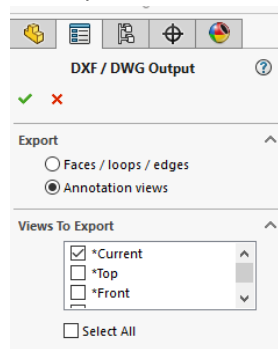 DXF / DWG Output
?
Export
Faces / loops / edges
Annotation views
Views To Export
*Current
*Top
*Front
Select All